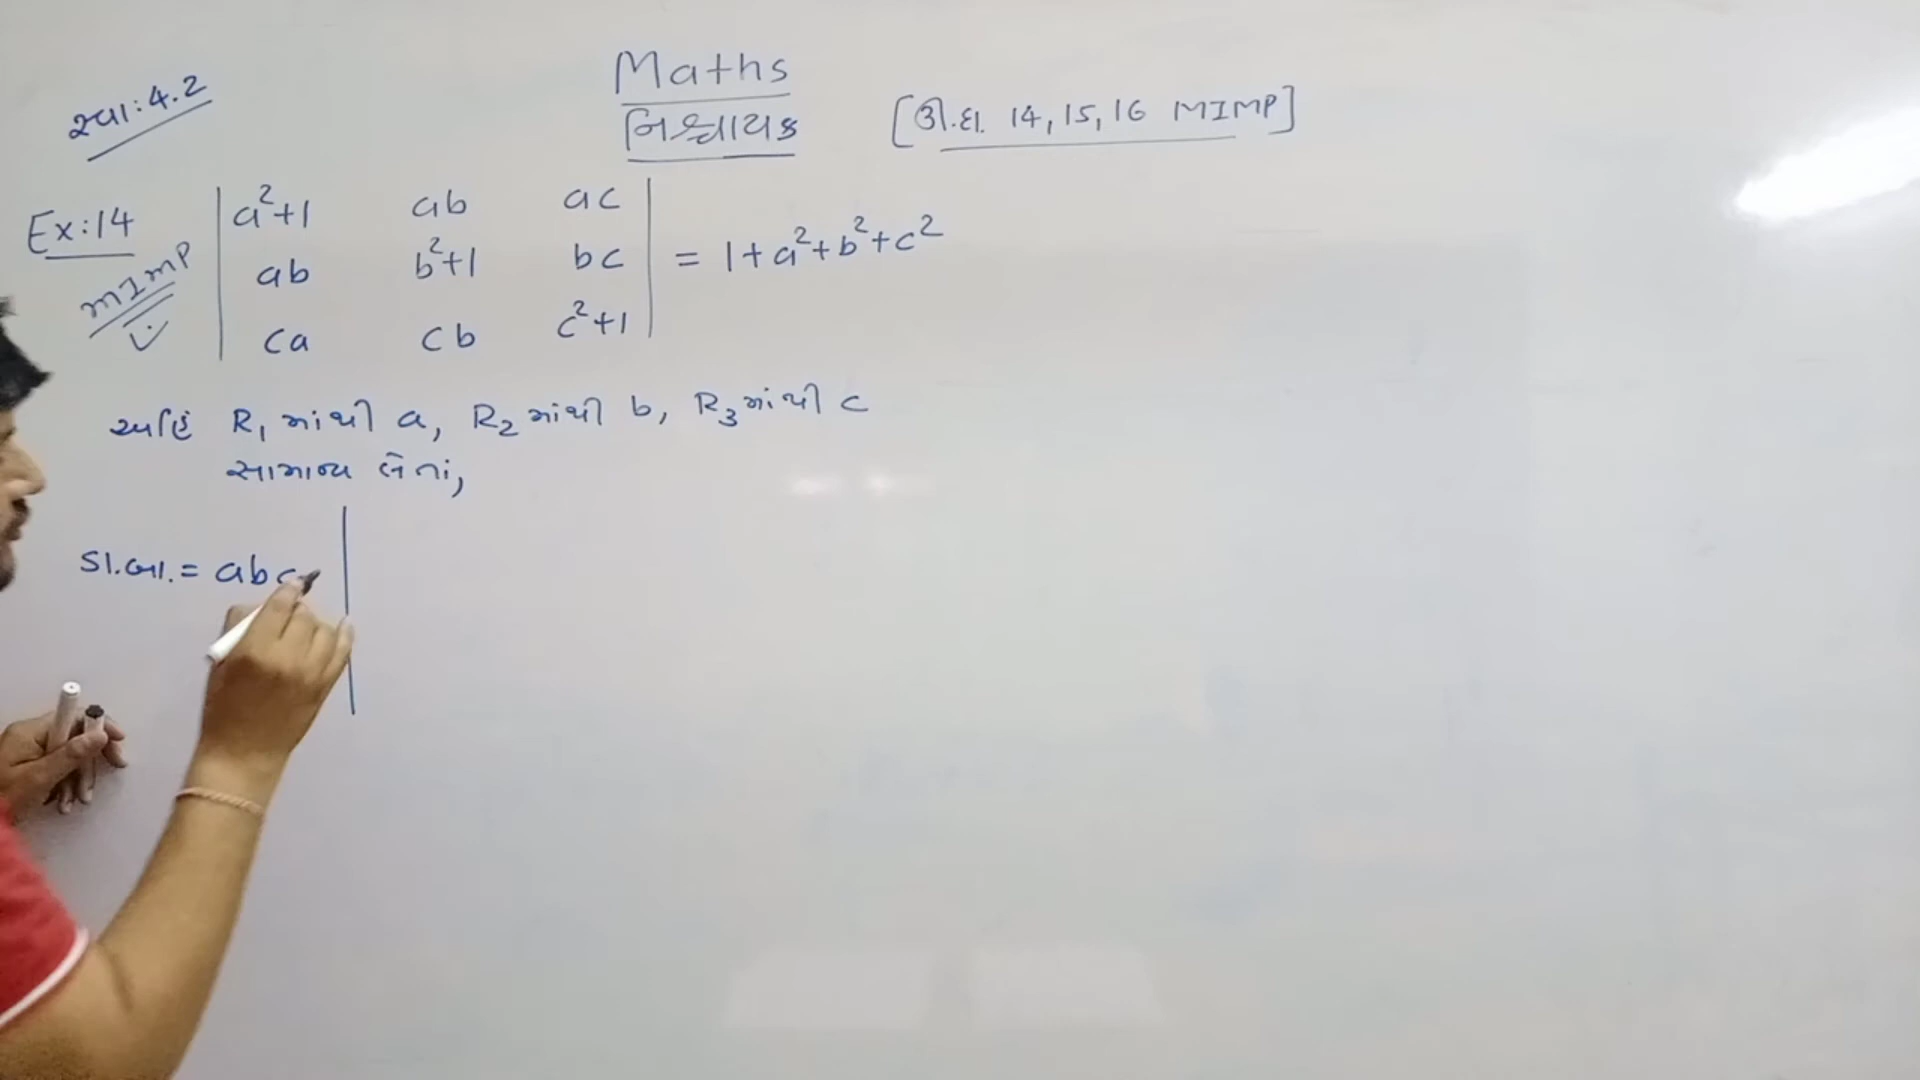 સ્વા:4.2
Maths
નિશ્ચાયક
[ઊ.દા. 14, 15, 16 MIMP]
Ex:14
MIMP
| a²+1 ab ac |
| ab b²+1 bc | = 1+a²+b²+c²
| ca cb c²+1 |
અહિં R₁ માંથી a, R₂ માંથી b, R₃ માંથી c
સામાન્ય લેતાં,
ડા.બા. = abc |